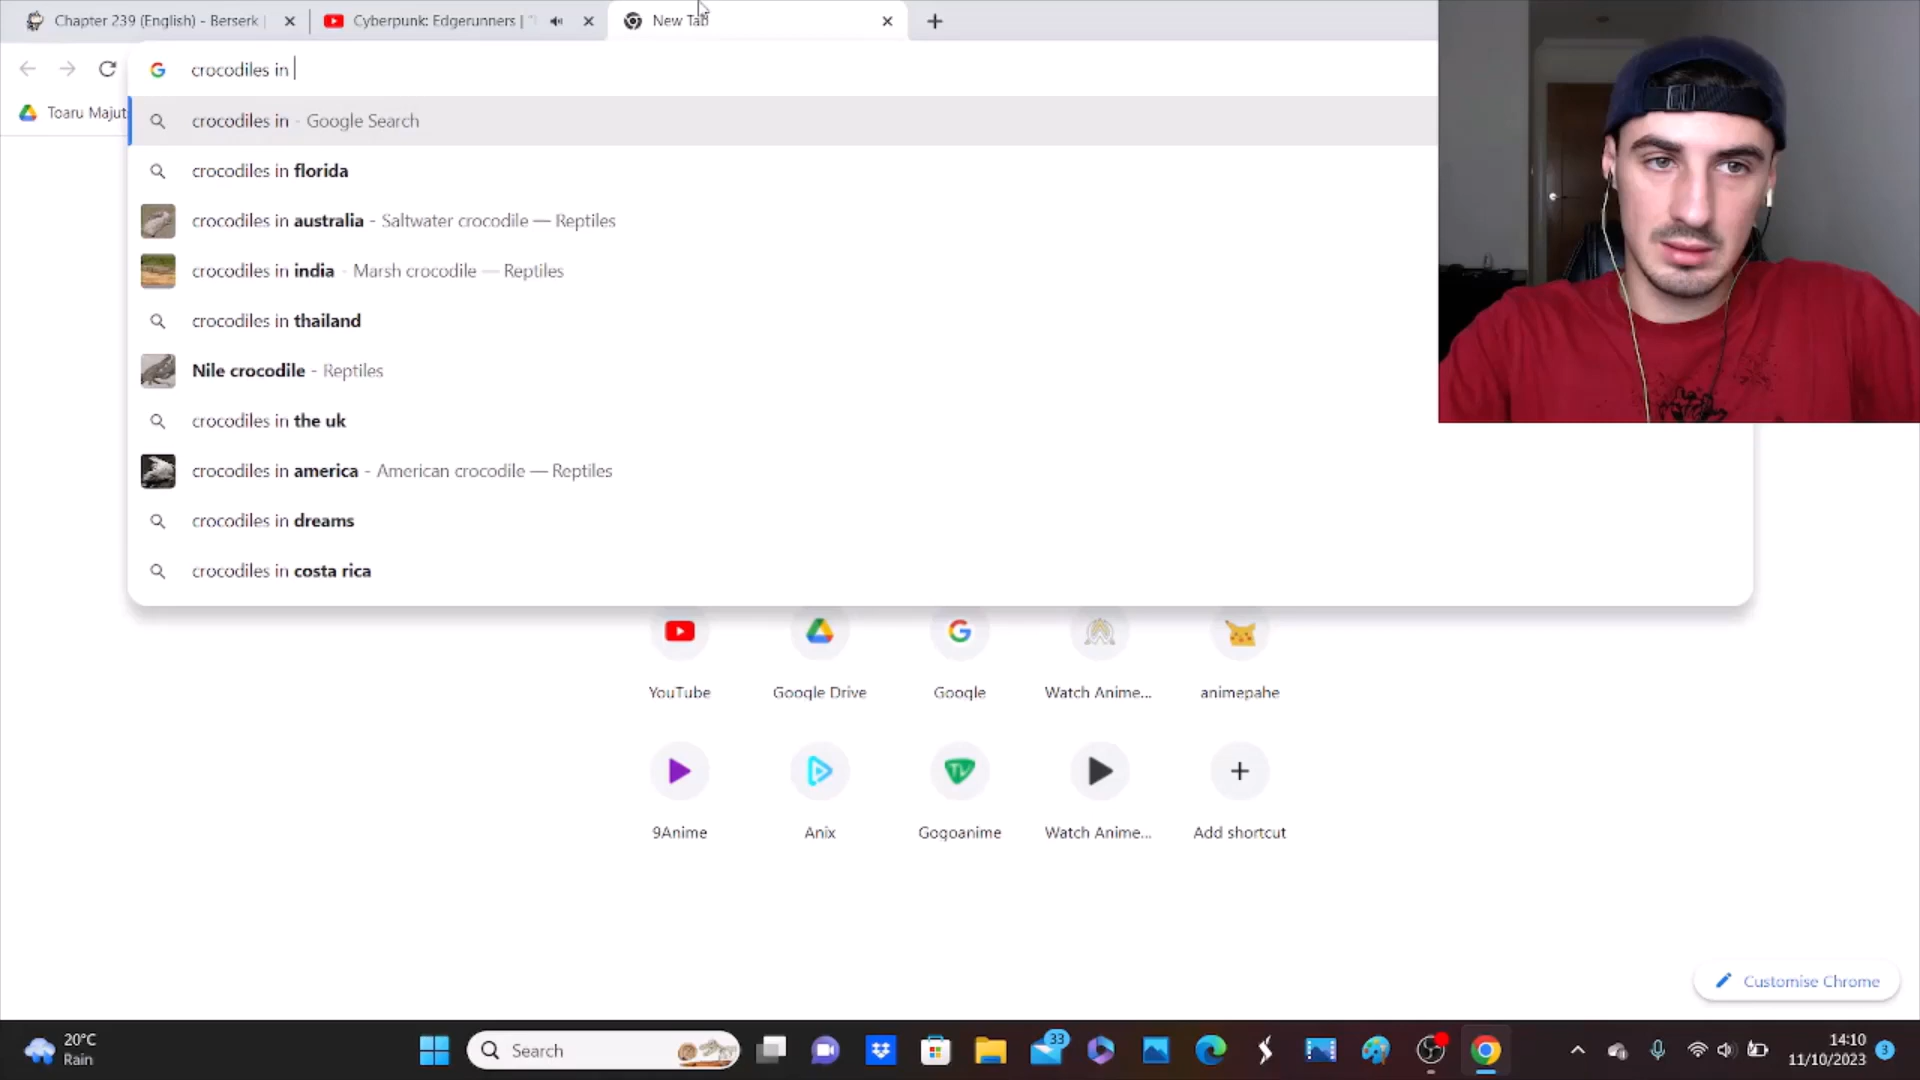 Chapter 239 (English) - Berserk
Cyberpunk: Edgerunners |
New Tab
crocodiles in
Toaru Majut
crocodiles in - Google Search
crocodiles in florida
crocodiles in australia - Saltwater crocodile — Reptiles
crocodiles in india - Marsh crocodile — Reptiles
crocodiles in thailand
Nile crocodile - Reptiles
crocodiles in the uk
crocodiles in america - American crocodile — Reptiles
crocodiles in dreams
crocodiles in costa rica
YouTube
Google Drive
Google
Watch Anime...
animepahe
9Anime
Anix
Gogoanime
Watch Anime...
Add shortcut
Customise Chrome
20°C
Rain
Search
33
14:10
11/10/2023
3